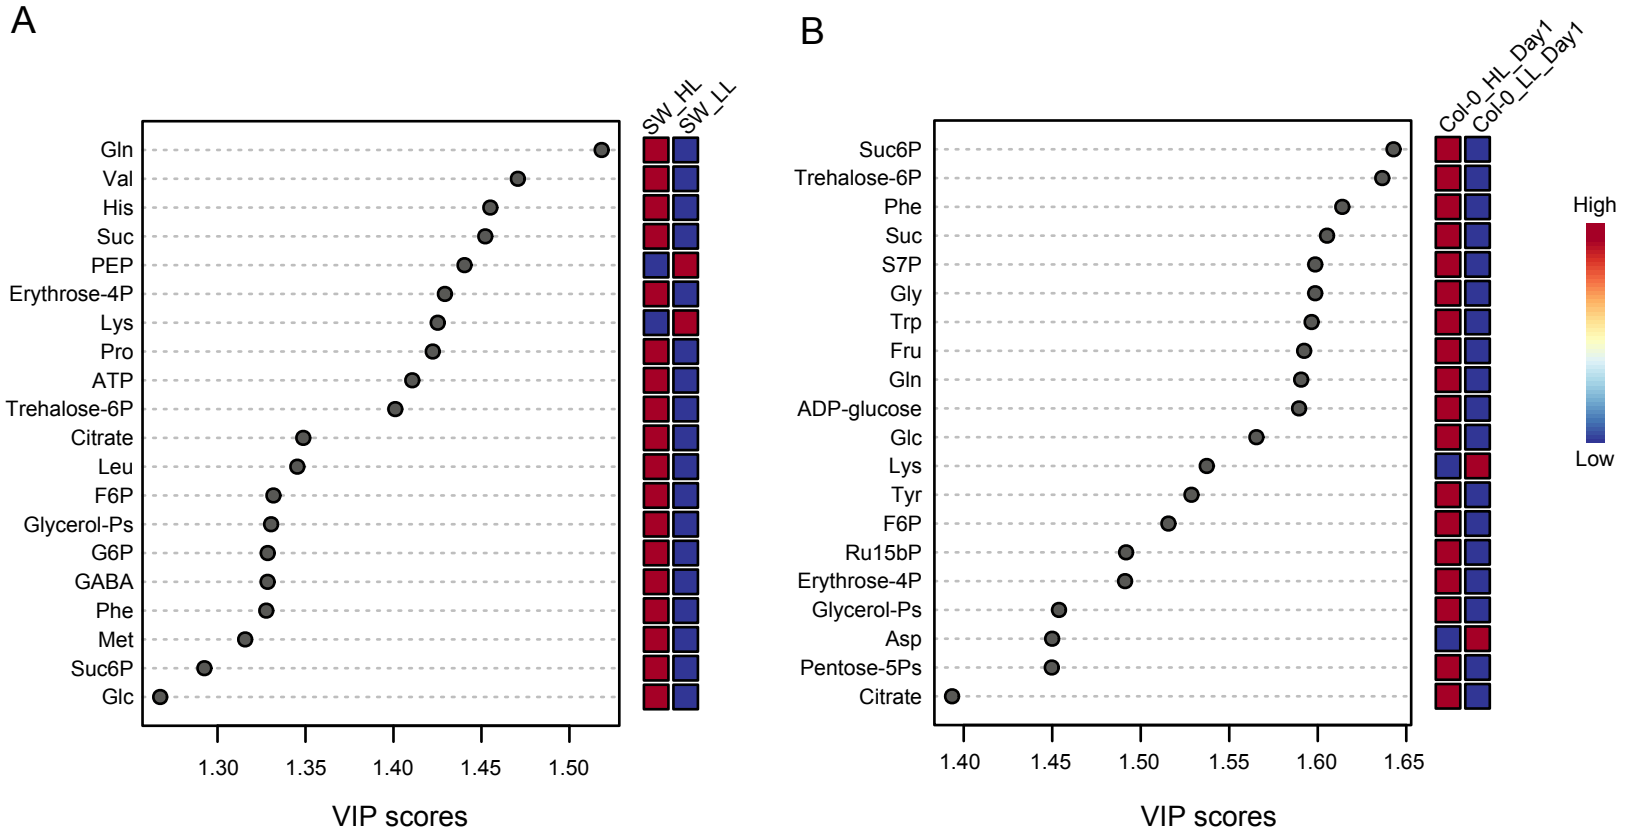 A
SW_HL
SW_LL
Gln
Val
His
Suc
PEP
Erythrose-4P
Lys
Pro
ATP
Trehalose-6P
Citrate
Leu
F6P
Glycerol-Ps
G6P
GABA
Phe
Met
Suc6P
Glc
1.30 1.35 1.40 1.45 1.50
VIP scores
B
Col-0_HL_Day1
Col-0_LL_Day1
Suc6P
Trehalose-6P
Phe
Suc
S7P
Gly
Trp
Fru
Gln
ADP-glucose
Glc
Lys
Tyr
F6P
Ru15bP
Erythrose-4P
Glycerol-Ps
Asp
Pentose-5Ps
Citrate
1.40 1.45 1.50 1.55 1.60 1.65
VIP scores
High
Low